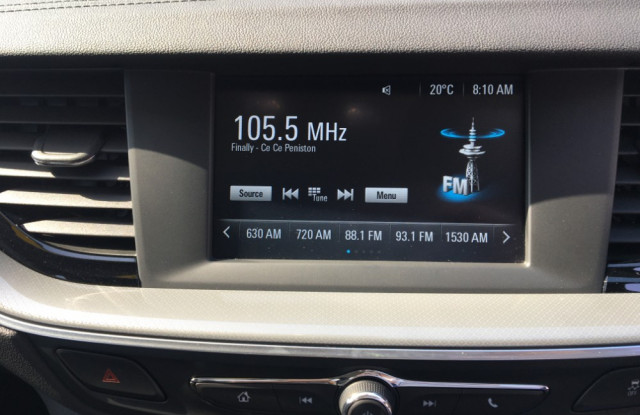 20°C 8:10 AM
105.5 MHz
Finally - Ce Ce Peniston
FM
Source Tune Menu
630 AM 720 AM 88.1 FM 93.1 FM 1530 AM